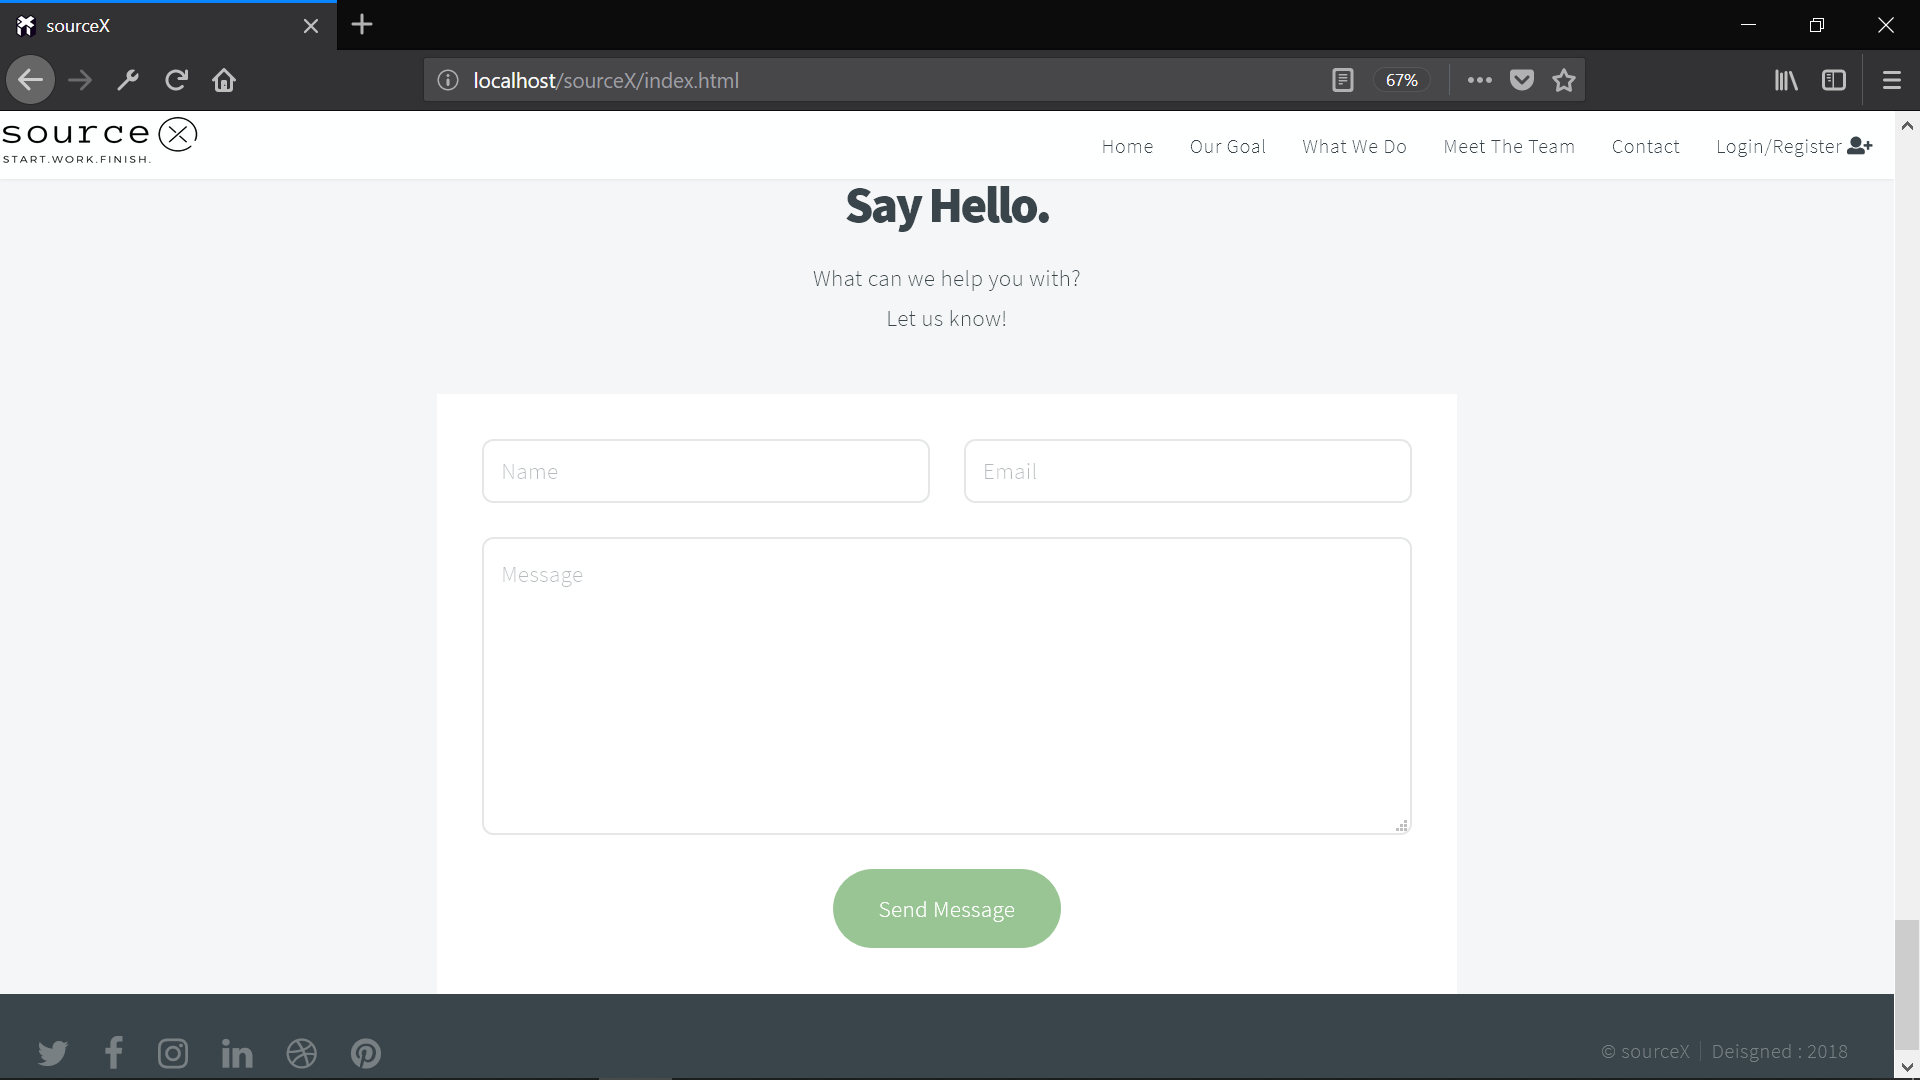 sourceX
localhost/sourceX/index.html
67%
source X
START.WORK.FINISH.
Home
Our Goal
What We Do
Meet The Team
Contact
Login/Register
Say Hello.
What can we help you with?
Let us know!
Name
Email
Message
Send Message
© sourceX | Deisgned : 2018